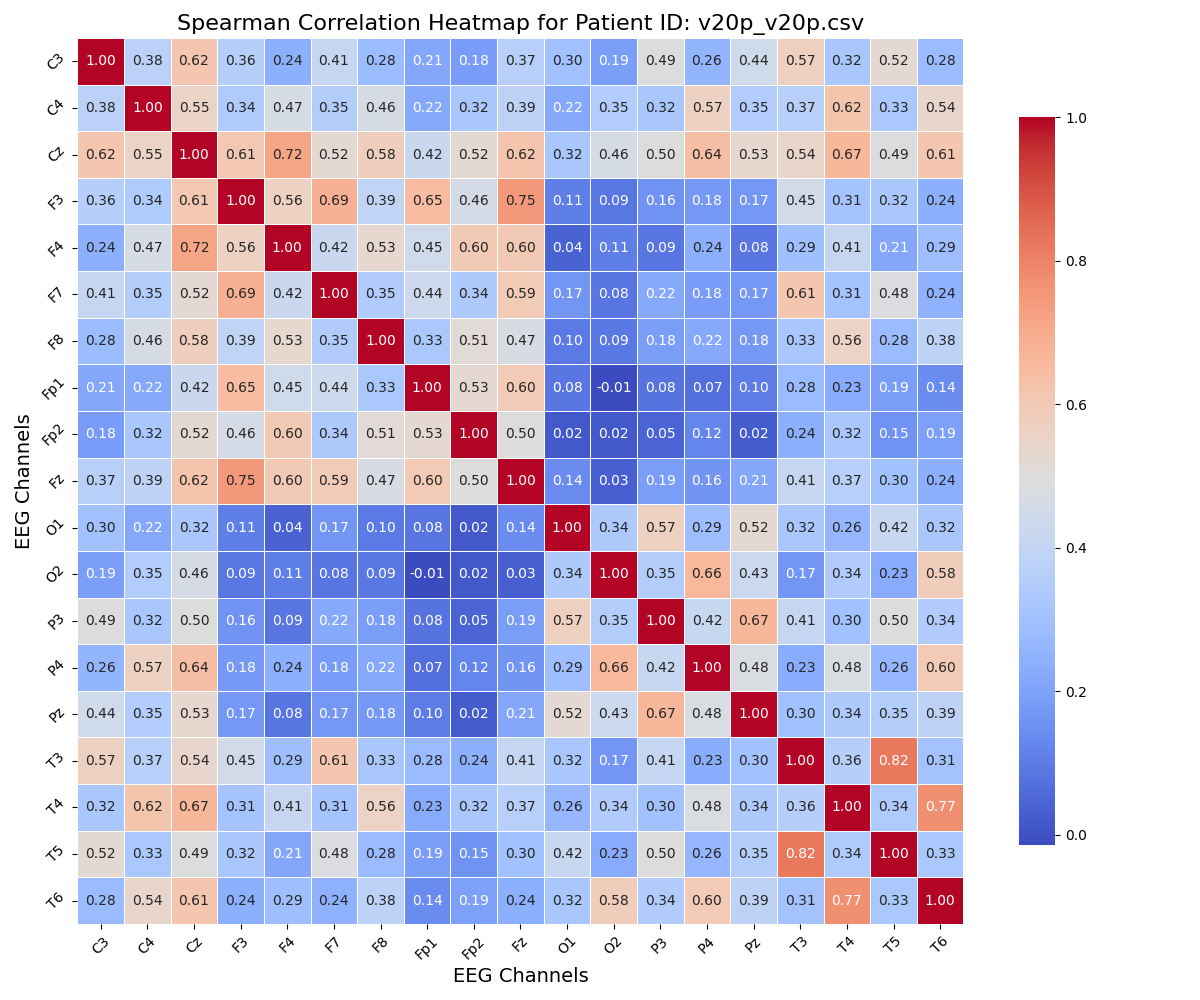 Spearman Correlation Heatmap for Patient ID: v20p_v20p.csv
C3 1.00 0.38 0.62 0.36 0.24 0.41 0.28 0.21 0.18 0.37 0.30 0.19 0.49 0.26 0.44 0.57 0.32 0.52 0.28
C4 0.38 1.00 0.55 0.34 0.47 0.35 0.46 0.22 0.32 0.39 0.22 0.35 0.32 0.57 0.35 0.37 0.62 0.33 0.54
Cz 0.62 0.55 1.00 0.61 0.72 0.52 0.58 0.42 0.52 0.62 0.32 0.46 0.50 0.64 0.53 0.54 0.67 0.49 0.61
F3 0.36 0.34 0.61 1.00 0.56 0.69 0.39 0.65 0.46 0.75 0.11 0.09 0.16 0.18 0.17 0.45 0.31 0.32 0.24
F4 0.24 0.47 0.72 0.56 1.00 0.42 0.53 0.45 0.60 0.60 0.04 0.11 0.09 0.24 0.08 0.29 0.41 0.21 0.29
F7 0.41 0.35 0.52 0.69 0.42 1.00 0.35 0.44 0.34 0.59 0.17 0.08 0.22 0.18 0.17 0.61 0.31 0.48 0.24
F8 0.28 0.46 0.58 0.39 0.53 0.35 1.00 0.33 0.51 0.47 0.10 0.09 0.18 0.22 0.18 0.33 0.56 0.28 0.38
Fp1 0.21 0.22 0.42 0.65 0.45 0.44 0.33 1.00 0.53 0.60 0.08 -0.01 0.08 0.07 0.10 0.28 0.23 0.19 0.14
Fp2 0.18 0.32 0.52 0.46 0.60 0.34 0.51 0.53 1.00 0.50 0.02 0.02 0.05 0.12 0.02 0.24 0.32 0.15 0.19
Fz 0.37 0.39 0.62 0.75 0.60 0.59 0.47 0.60 0.50 1.00 0.14 0.03 0.19 0.16 0.21 0.41 0.37 0.30 0.24
O1 0.30 0.22 0.32 0.11 0.04 0.17 0.10 0.08 0.02 0.14 1.00 0.34 0.57 0.29 0.52 0.32 0.26 0.42 0.32
O2 0.19 0.35 0.46 0.09 0.11 0.08 0.09 -0.01 0.02 0.03 0.34 1.00 0.35 0.66 0.43 0.17 0.34 0.23 0.58
P3 0.49 0.32 0.50 0.16 0.09 0.22 0.18 0.08 0.05 0.19 0.57 0.35 1.00 0.42 0.67 0.41 0.30 0.50 0.34
P4 0.26 0.57 0.64 0.18 0.24 0.18 0.22 0.07 0.12 0.16 0.29 0.66 0.42 1.00 0.48 0.23 0.48 0.26 0.60
Pz 0.44 0.35 0.53 0.17 0.08 0.17 0.18 0.10 0.02 0.21 0.52 0.43 0.67 0.48 1.00 0.30 0.34 0.35 0.39
T3 0.57 0.37 0.54 0.45 0.29 0.61 0.33 0.28 0.24 0.41 0.32 0.17 0.41 0.23 0.30 1.00 0.36 0.82 0.31
T4 0.32 0.62 0.67 0.31 0.41 0.31 0.56 0.23 0.32 0.37 0.26 0.34 0.30 0.48 0.34 0.36 1.00 0.34 0.77
T5 0.52 0.33 0.49 0.32 0.21 0.48 0.28 0.19 0.15 0.30 0.42 0.23 0.50 0.26 0.35 0.82 0.34 1.00 0.33
T6 0.28 0.54 0.61 0.24 0.29 0.24 0.38 0.14 0.19 0.24 0.32 0.58 0.34 0.60 0.39 0.31 0.77 0.33 1.00
C3 C4 Cz F3 F4 F7 F8 Fp1 Fp2 Fz O1 O2 P3 P4 Pz T3 T4 T5 T6
EEG Channels
EEG Channels
1.0
0.8
0.6
0.4
0.2
0.0